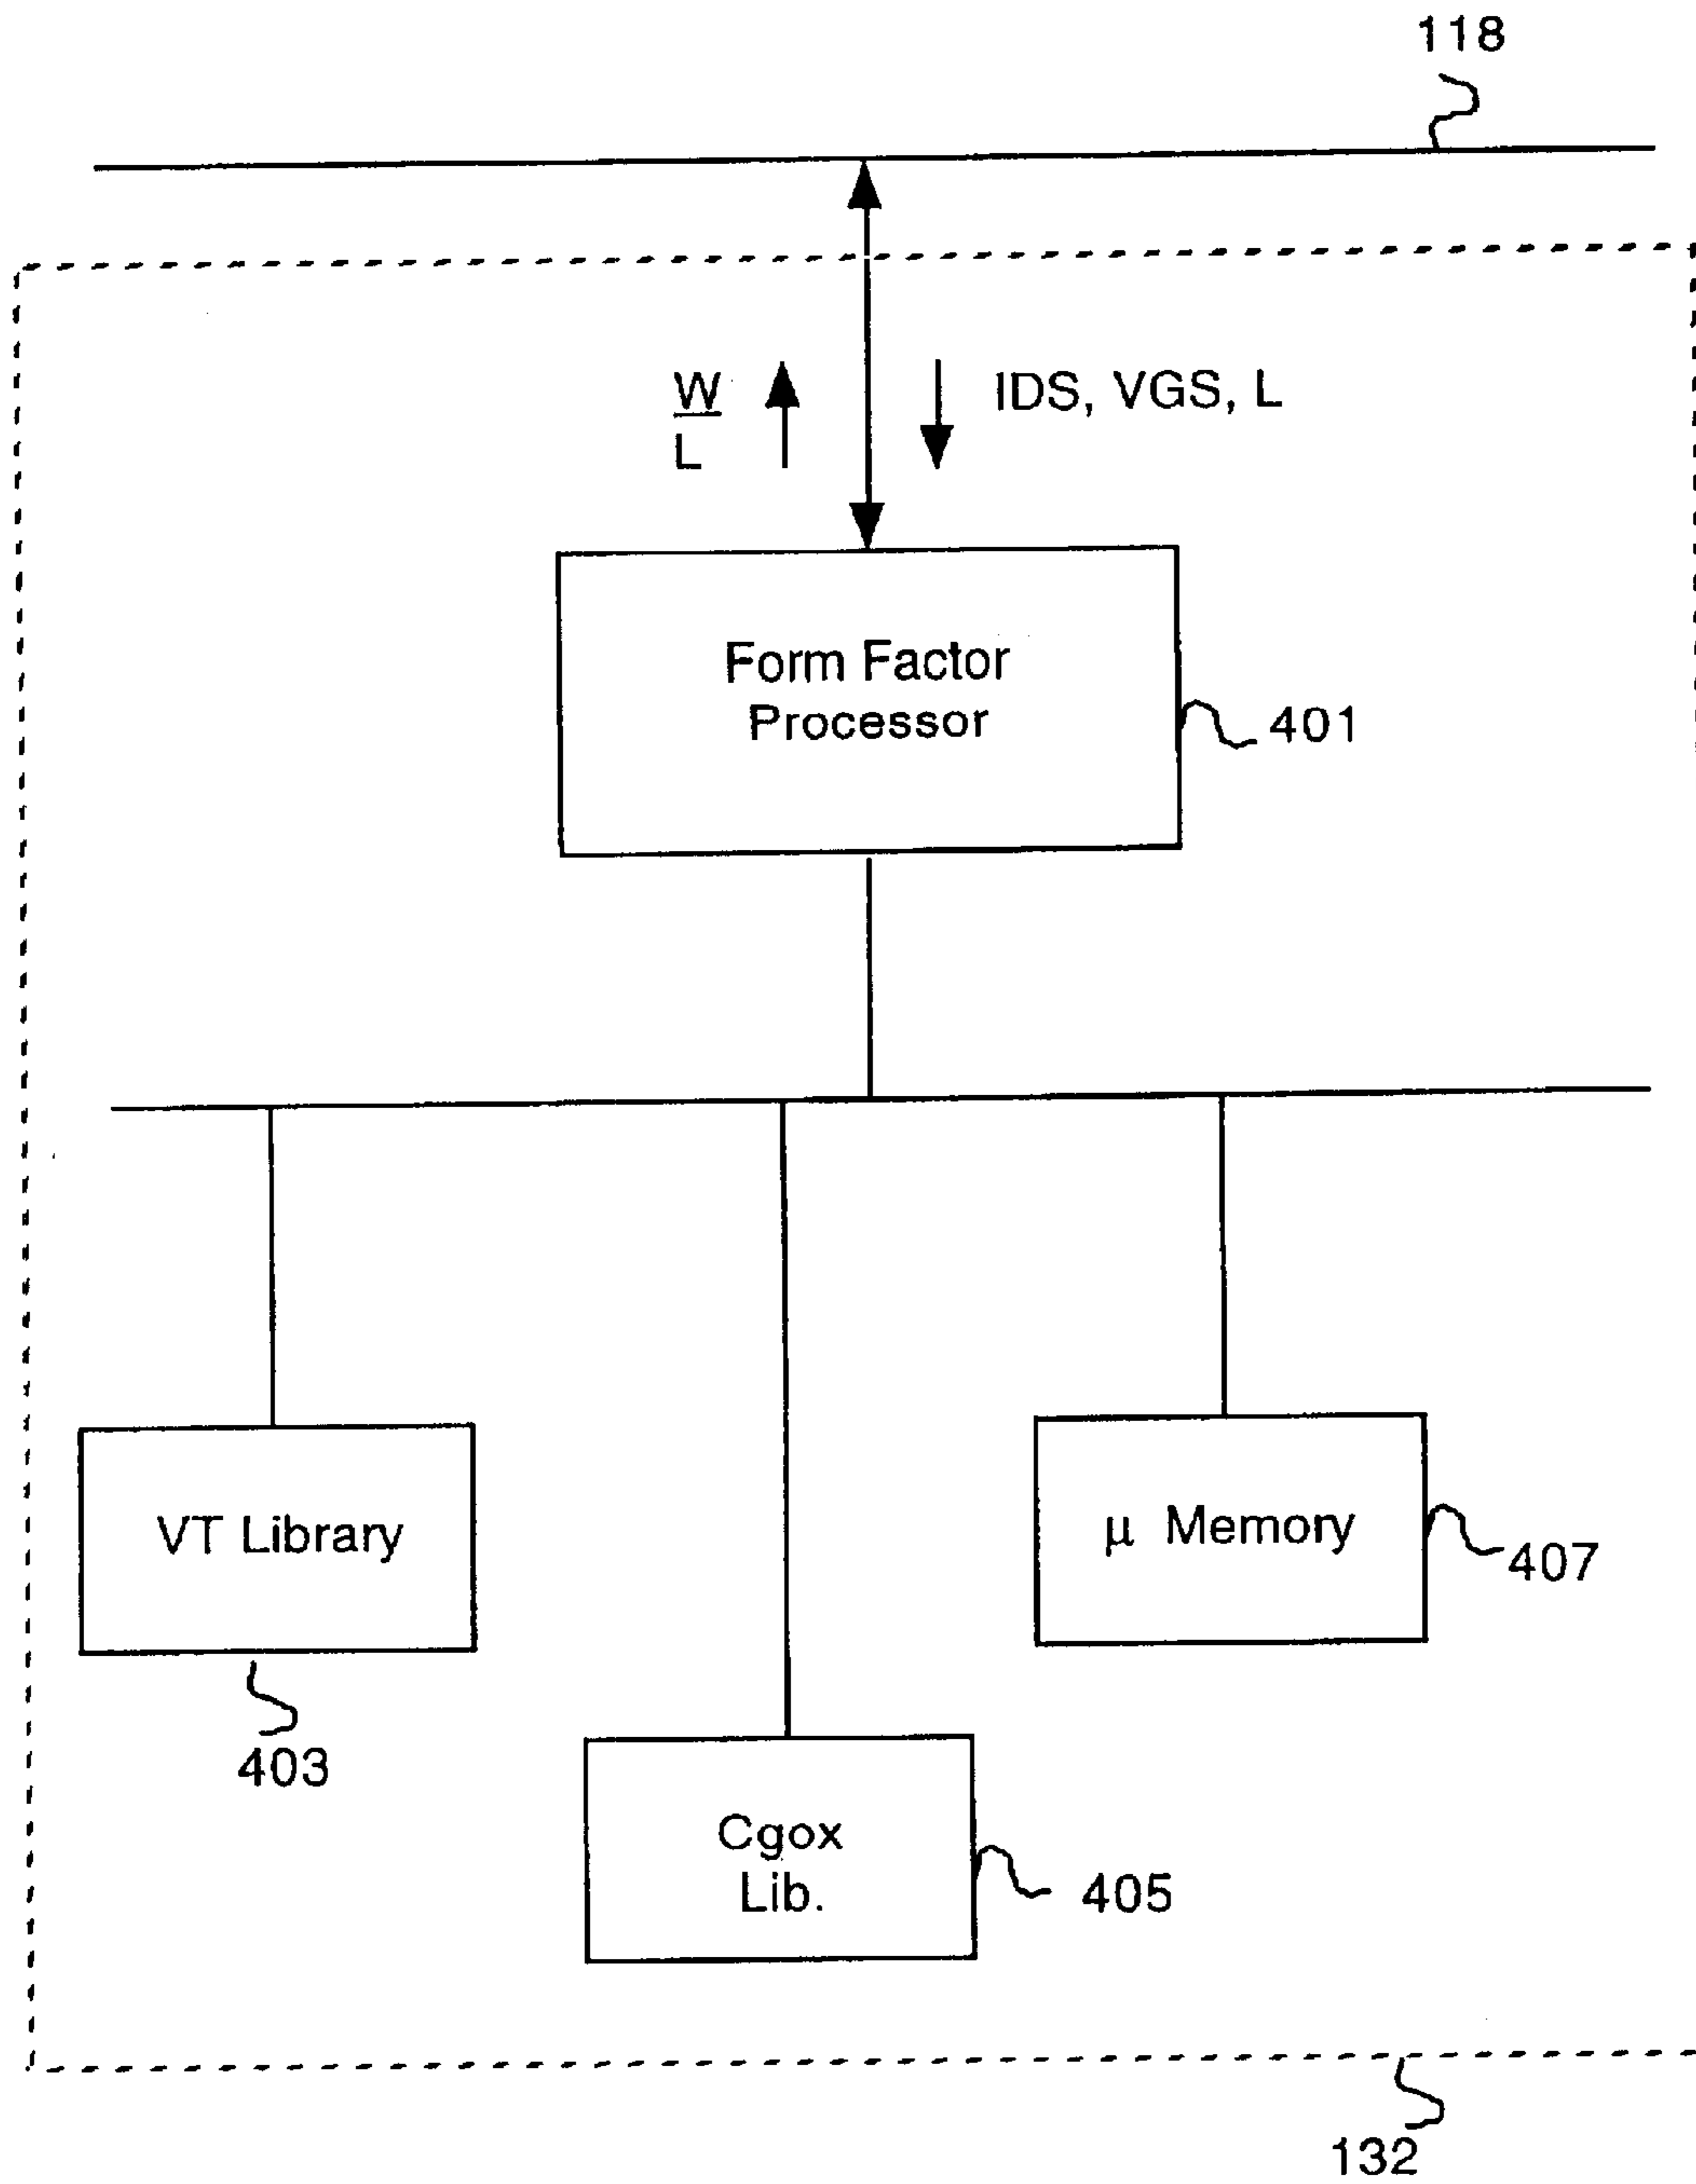 118
W
L
IDS, VGS, L
Form Factor
Processor
401
VT Library
μ Memory
407
403
Cgox
Lib.
405
132